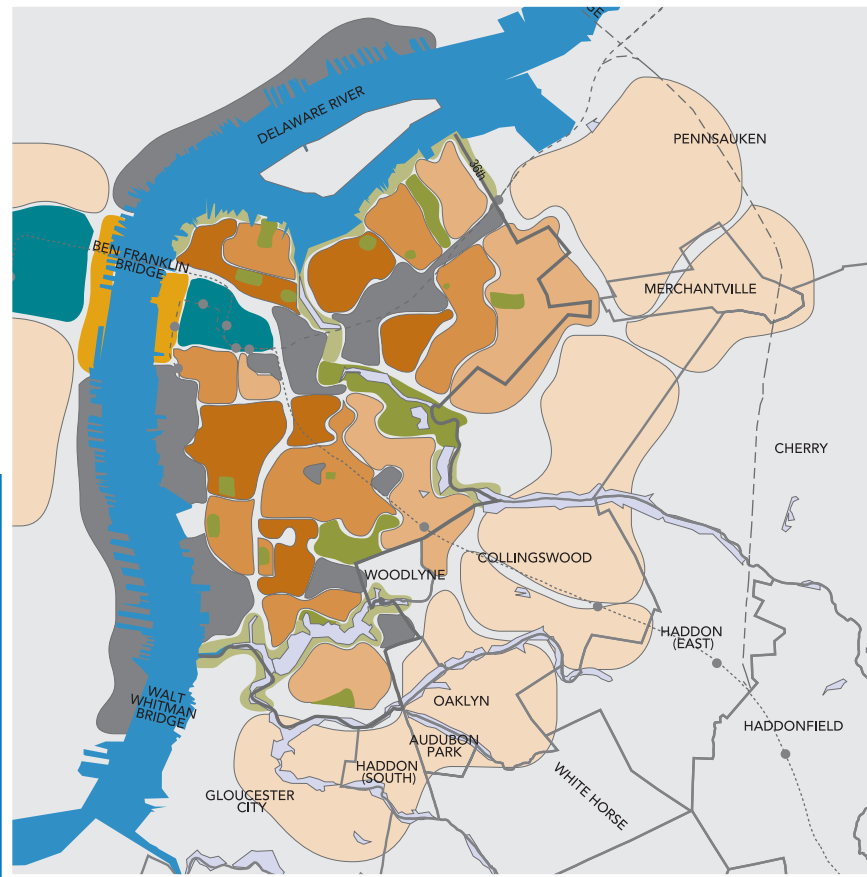 DELAWARE RIVER
36th
PENNSAUKEN
BEN FRANKLIN
BRIDGE
MERCHANTVILLE
CHERRY
COLLINGSWOOD
WOODLYNE
HADDON
(EAST)
OAKLYN
WALT
WHITMAN
BRIDGE
HADDONFIELD
AUDUBON
PARK
HADDON
(SOUTH)
GLOUCESTER
CITY
WHITE HORSE